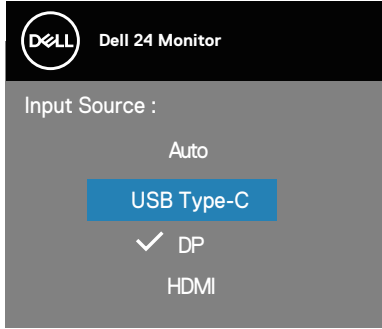 DELL
Dell 24 Monitor
Input Source :
Auto
USB Type-C
DP
HDMI